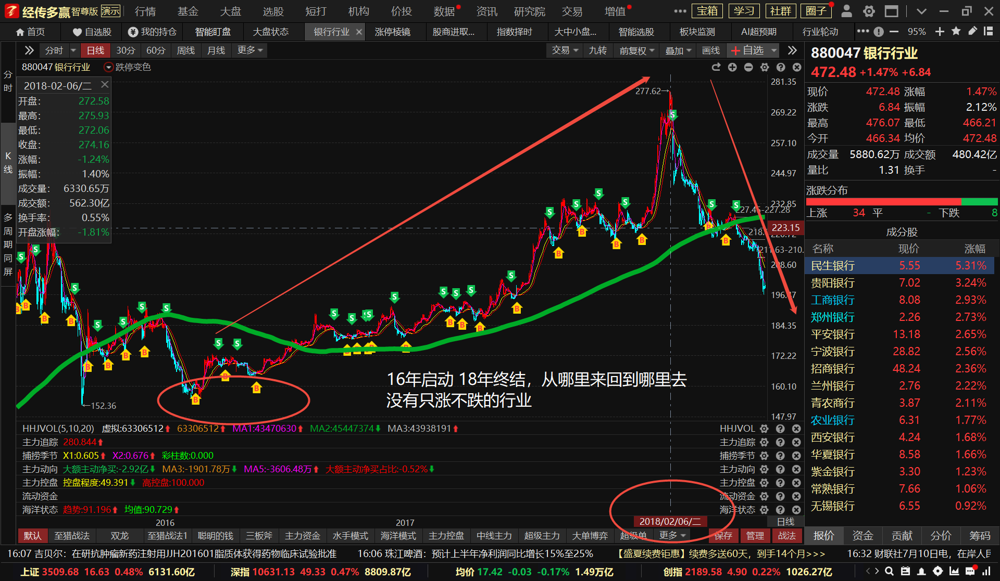 经传多赢 智尊版 演示 行情 基金 大盘 选股 短打 机构 价投 数据 资讯 研究院 交易 增值 宝箱 学习 社群 圈子
首页 自选股 我的持仓 智能盯盘 大盘状态 银行行业 涨停棱镜 股商进取... 指数择时 大中小盘... 智能选股 板块监测 AI超预期 行业轮动 95%
分时 日线 30分 60分 周线 月线 更多 交易 九转 前复权 叠加 画线 自选
880047 银行行业 跌停变色
分时
K线
多周期同屏
2018-02-06/二
开盘: 272.58
最高: 275.93
最低: 272.06
收盘: 274.16
涨幅: -1.24%
振幅: 1.40%
成交量: 6330.65万
成交额: 562.30亿
换手率: 0.55%
开盘涨幅: -1.81%
277.62
152.36
227.45-227.28
281.35
269.22
257.10
244.97
232.85
223.15
208.60
184.35
172.22
160.10
147.97
16年启动 18年终结，从哪里来回到哪里去
没有只涨不跌的行业
HHJVOL(5,10,20) 虚拟:63306512 63306512 MA1:43470630 MA2:45447374 MA3:43938191 HHJVOL
主力追踪 280.844 主力追踪
捕捞季节 X1:0.605 X2:0.676 彩柱数:0.000 捕捞季节
主力动向 大额主动净买:-2.92亿 MA3:-1901.78万 MA5:-3606.48万 大额主动净买占比:-0.52% 主力动向
主力控盘 控盘程度:49.391 高控盘:100.000 主力控盘
流动资金 流动资金
海洋状态 趋势:91.196 均值:90.729 海洋状态
2016 2017 2018/02/06/二 日线
默认 至猎战法 双龙 至猎战法1 聪明的钱 三板斧 主力资金 水手模式 海洋模式 主力控盘 中线主力 超级主力 大单博弈 超级单 更多 保存 管理 战法
880047 银行行业
472.48 +1.47% +6.84
现价 472.48 涨幅 1.47%
涨跌 6.84 振幅 2.12%
最高 476.07 最低 466.21
今开 466.34 均价 472.48
成交量 5880.62万 成交额 480.42亿
量比 1.31 换手 -
涨跌分布
上涨 34 平 - 下跌 8
成分股
名称 现价 涨幅
民生银行 5.55 5.31%
贵阳银行 7.02 3.24%
工商银行 8.08 2.93%
郑州银行 2.26 2.73%
平安银行 13.18 2.65%
宁波银行 28.82 2.56%
招商银行 48.24 2.36%
兰州银行 2.76 2.22%
青农商行 3.87 2.11%
农业银行 6.31 1.77%
西安银行 4.24 1.68%
华夏银行 8.58 1.66%
紫金银行 3.30 1.23%
常熟银行 7.66 1.06%
无锡银行 6.55 0.92%
报价 资金 贡献 分价 筹码
16:07 吉贝尔：在研抗肿瘤新药注射用JJH201601脂质体获得药物临床试验批准 16:06 珠江啤酒：预计上半年净利润同比增长15%至25% 【盛夏续费钜惠】续费多送60天，到手14个月>>> 16:32 财联社7月10日电，在岸人民
上证 3509.68 16.63 0.48% 6131.60亿 深指 10631.13 49.33 0.47% 8809.87亿 均价 17.42 -0.03 -0.17% 1.49万亿 创指 2189.58 4.90 0.22% 1026.27亿